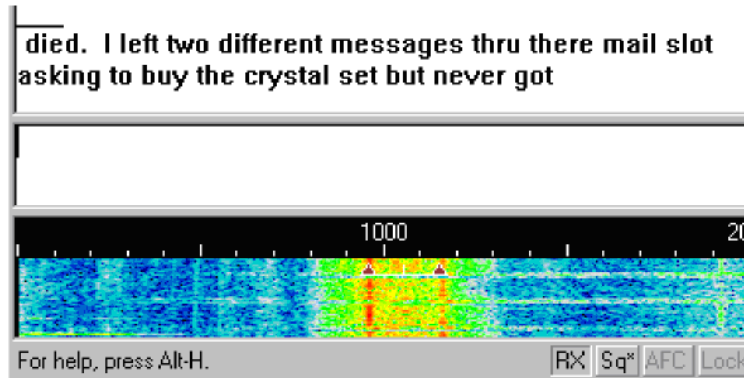 died.  I left two different messages thru there mail slot
asking to buy the crystal set but never got
1000
For help, press Alt-H.
RX Sq* AFC Lock